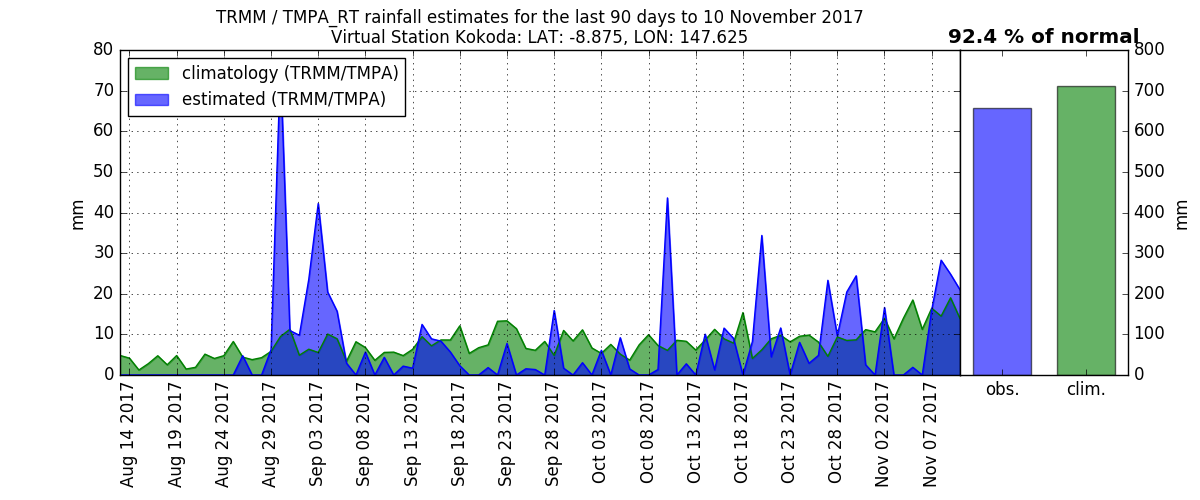 TRMM / TMPA_RT rainfall estimates for the last 90 days to 10 November 2017
Virtual Station Kokoda: LAT: -8.875, LON: 147.625
92.4 % of normal
climatology (TRMM/TMPA)
estimated (TRMM/TMPA)
80
70
60
50
40
30
20
10
0
mm
800
700
600
500
400
300
200
100
0
mm
Aug 14 2017
Aug 19 2017
Aug 24 2017
Aug 29 2017
Sep 03 2017
Sep 08 2017
Sep 13 2017
Sep 18 2017
Sep 23 2017
Sep 28 2017
Oct 03 2017
Oct 08 2017
Oct 13 2017
Oct 18 2017
Oct 23 2017
Oct 28 2017
Nov 02 2017
Nov 07 2017
obs.
clim.